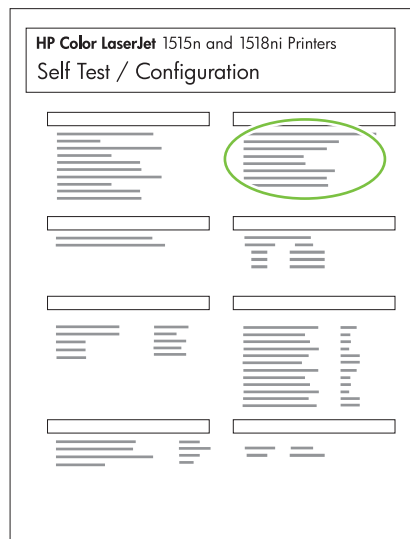 HP Color LaserJet 1515n and 1518ni Printers
Self Test / Configuration